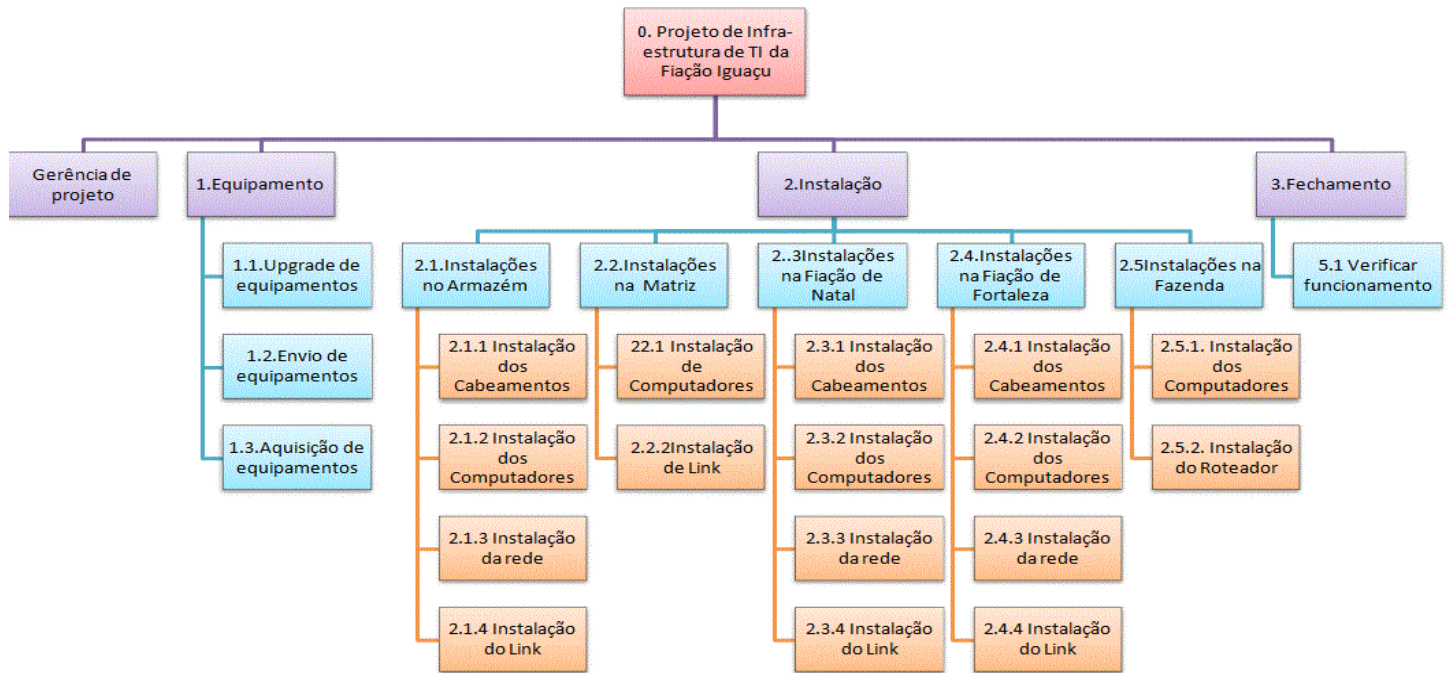 0. Projeto de Infra-
estrutura de TI da
Fiação Iguaçu
Gerência de
projeto
1.Equipamento
2.Instalação
3.Fechamento
1.1.Upgrade de
equipamentos
2.1.Instalações
no Armazém
2.2.Instalações
na Matriz
2..3Instalações
na Fiação de
Natal
2.4.Instalações
na Fiação de
Fortaleza
2.5Instalações na
Fazenda
5.1 Verificar
funcionamento
1.2.Envio de
equipamentos
2.1.1 Instalação
dos
Cabeamentos
22.1 Instalação
de
Computadores
2.3.1 Instalação
dos
Cabeamentos
2.4.1 Instalação
dos
Cabeamentos
2.5.1. Instalação
dos
Computadores
1.3.Aquisição de
equipamentos
2.1.2 Instalação
dos
Computadores
2.2.2Instalação
de Link
2.3.2 Instalação
dos
Computadores
2.4.2 Instalação
dos
Computadores
2.5.2. Instalação
do Roteador
2.1.3 Instalação
da rede
2.3.3 Instalação
da rede
2.4.3 Instalação
da rede
2.1.4 Instalação
do Link
2.3.4 Instalação
do Link
2.4.4 Instalação
do Link